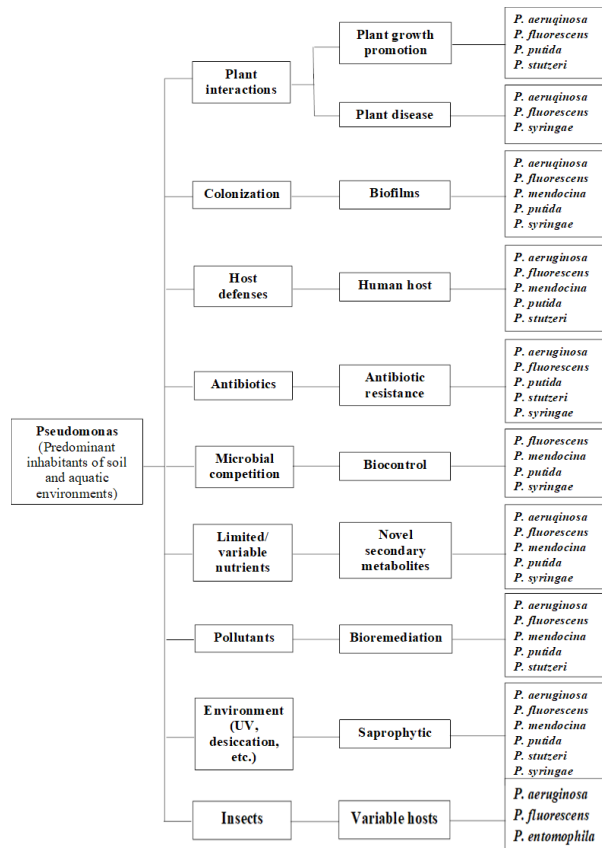 Pseudomonas
(Predominant
inhabitants of soil
and aquatic
environments)
Plant
interactions
Plant growth
promotion
P. aeruqinosa
P. fluorescens
P. putida
P. stutzeri
Plant disease
P. aeruqinosa
P. fluorescens
P. syringae
Colonization
Biofilms
P. aeruqinosa
P. fluorescens
P. mendocina
P. putida
P. syringae
Host
defenses
Human host
P. aeruginosa
P. fluorescens
P. mendocina
P. putida
P. stutzeri
Antibiotics
Antibiotic
resistance
P. aeruginosa
P. fluorescens
P. putida
P. stutzeri
P. syringae
Microbial
competition
Biocontrol
P. fluorescens
P. mendocina
P. putida
P. syringae
Limited/
variable
nutrients
Novel
secondary
metabolites
P. aeruqinosa
P. fluorescens
P. mendocina
P. putida
P. syringae
Pollutants
Bioremediation
P. aeruginosa
P. fluorescens
P. mendocina
P. putida
P. stutzeri
Environment
(UV,
desiccation,
etc.)
Saprophytic
P. aeruginosa
P. fluorescens
P. mendocina
P. putida
P. stutzeri
P. syringae
Insects
Variable hosts
P. aeruginosa
P. fluorescens
P. entomophila